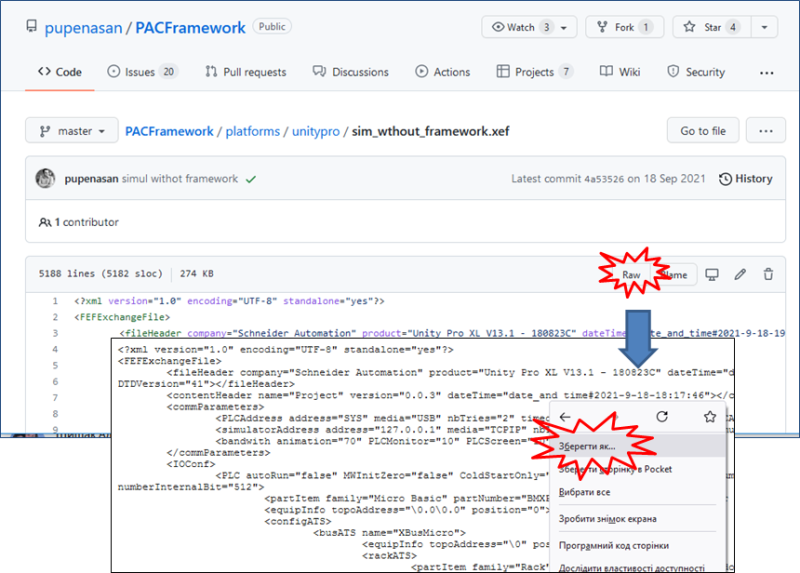 pupenasan / PACFramework Public
Watch 3
Fork 1
Star 4
Code
Issues 20
Pull requests
Discussions
Actions
Projects 7
Wiki
Security
master
PACFramework / platforms / unitypro / sim_wthout_framework.xef
Go to file
pupenasan simul withot framework
Latest commit 4a53526 on 18 Sep 2021
History
1 contributor
5188 lines (5182 sloc) 274 KB
Raw
1 <?xml version="1.0" encoding="UTF-8" standalone="yes"?>
2 <FEFExchangeFile>
3 <fileHeader company="Schneider Automation" product="Unity Pro XL V13.1 - 180823C" dateTime
4
5
6
7
8
9
<?xml version="1.0" encoding="UTF-8" standalone="yes"?>
<FEFExchangeFile>
<fileHeader company="Schneider Automation" product="Unity Pro XL V13.1 - 180823C" dateTime="d
DTDVersion="41"></fileHeader>
<contentHeader name="Project" version="0.0.3" dateTime="date_and_time#2021-9-18-18:17:46"></c
<commParameters>
<PLCAddress address="SYS" media="USB" nbTries="2"
<simulatorAddress address="127.0.0.1" media="TCPIP"
<bandwith animation="70" PLCMonitor="10"
</commParameters>
<IOConf>
<PLC autoRun="false" MWInitZero="false" ColdStartOnly="
numberInternalBit="512">
<partItem family="Micro Basic" partNumber="BMXP
<equipInfo topoAddress="\0.0\0.0" position="0">
<configATS>
<busATS name="XBusMicro">
<equipInfo topoAddress="\0" pos
<rackATS>
<partItem family="Rack"
Зберегти як...
Зберегти сторінку в Pocket
Вибрати все
Зробити знімок екрана
Програмний код сторінки
Дослідити властивості доступності